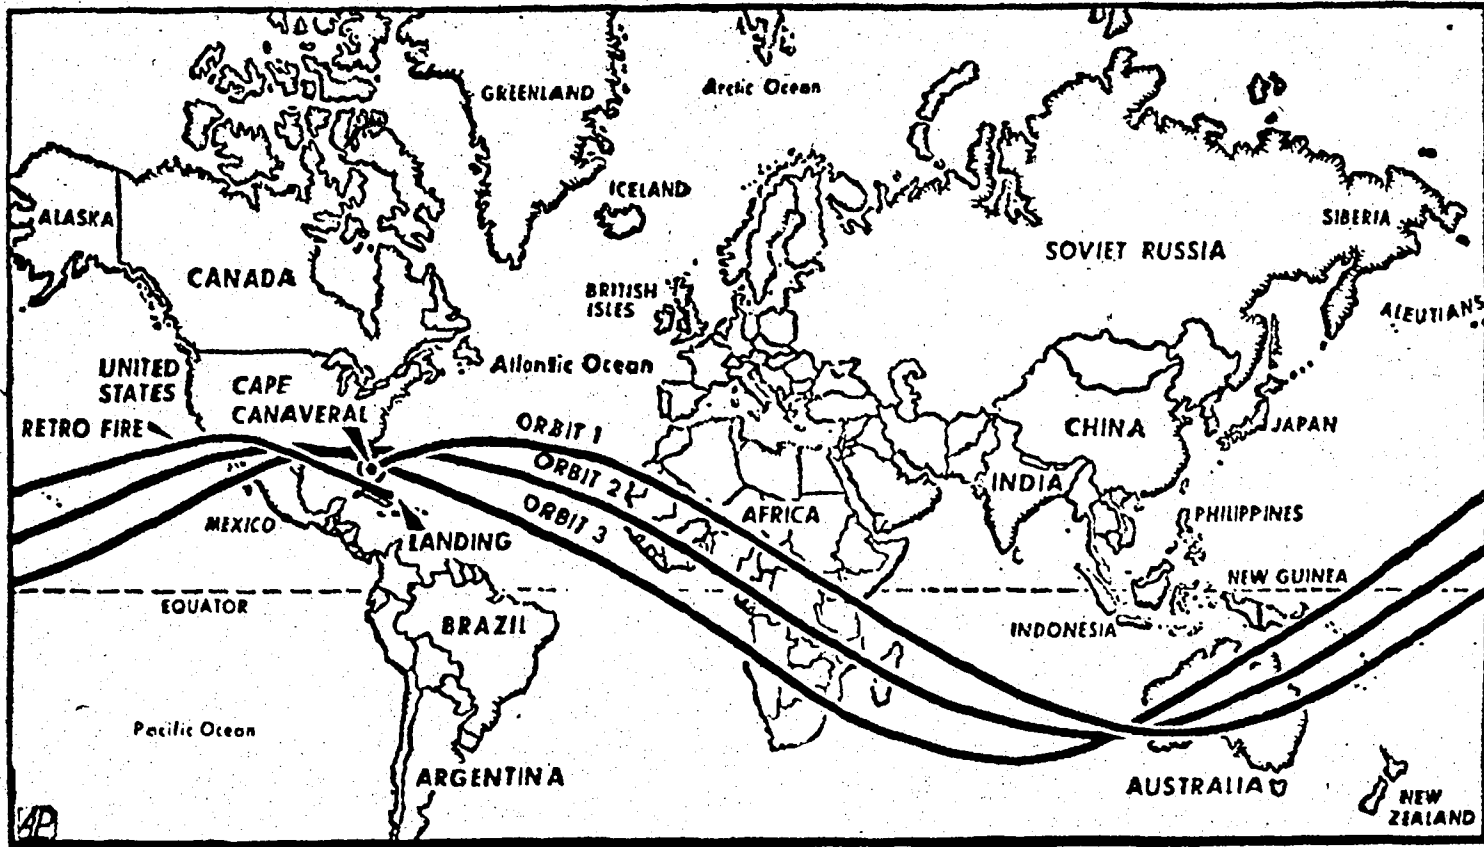 GREENLAND
Arctic Ocean
ICELAND
ALASKA
SIBERIA
SOVIET RUSSIA
CANADA
BRITISH
ISLES
ALEUTIANS
UNITED
STATES
Atlantic Ocean
CAPE
CANAVERAL
RETRO FIRE
ORBIT 1
CHINA
JAPAN
ORBIT 2
INDIA
ORBIT 3
AFRICA
PHILIPPINES
MEXICO
LANDING
NEW GUINEA
EQUATOR
BRAZIL
INDONESIA
Pacific Ocean
ARGENTINA
AUSTRALIA
NEW
ZEALAND
AP